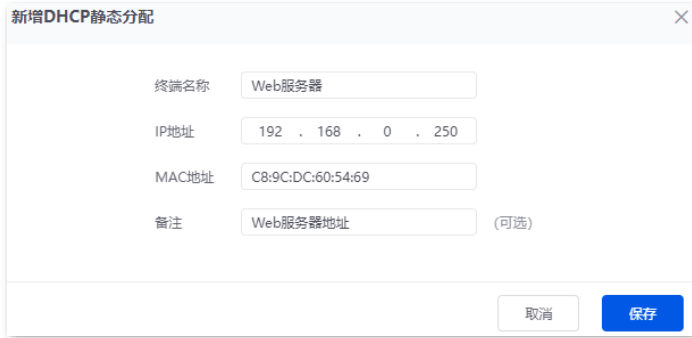 新增DHCP静态分配
终端名称 Web服务器
IP地址 192 . 168 . 0 . 250
MAC地址 C8:9C:DC:60:54:69
备注 Web服务器地址 (可选)
取消 保存